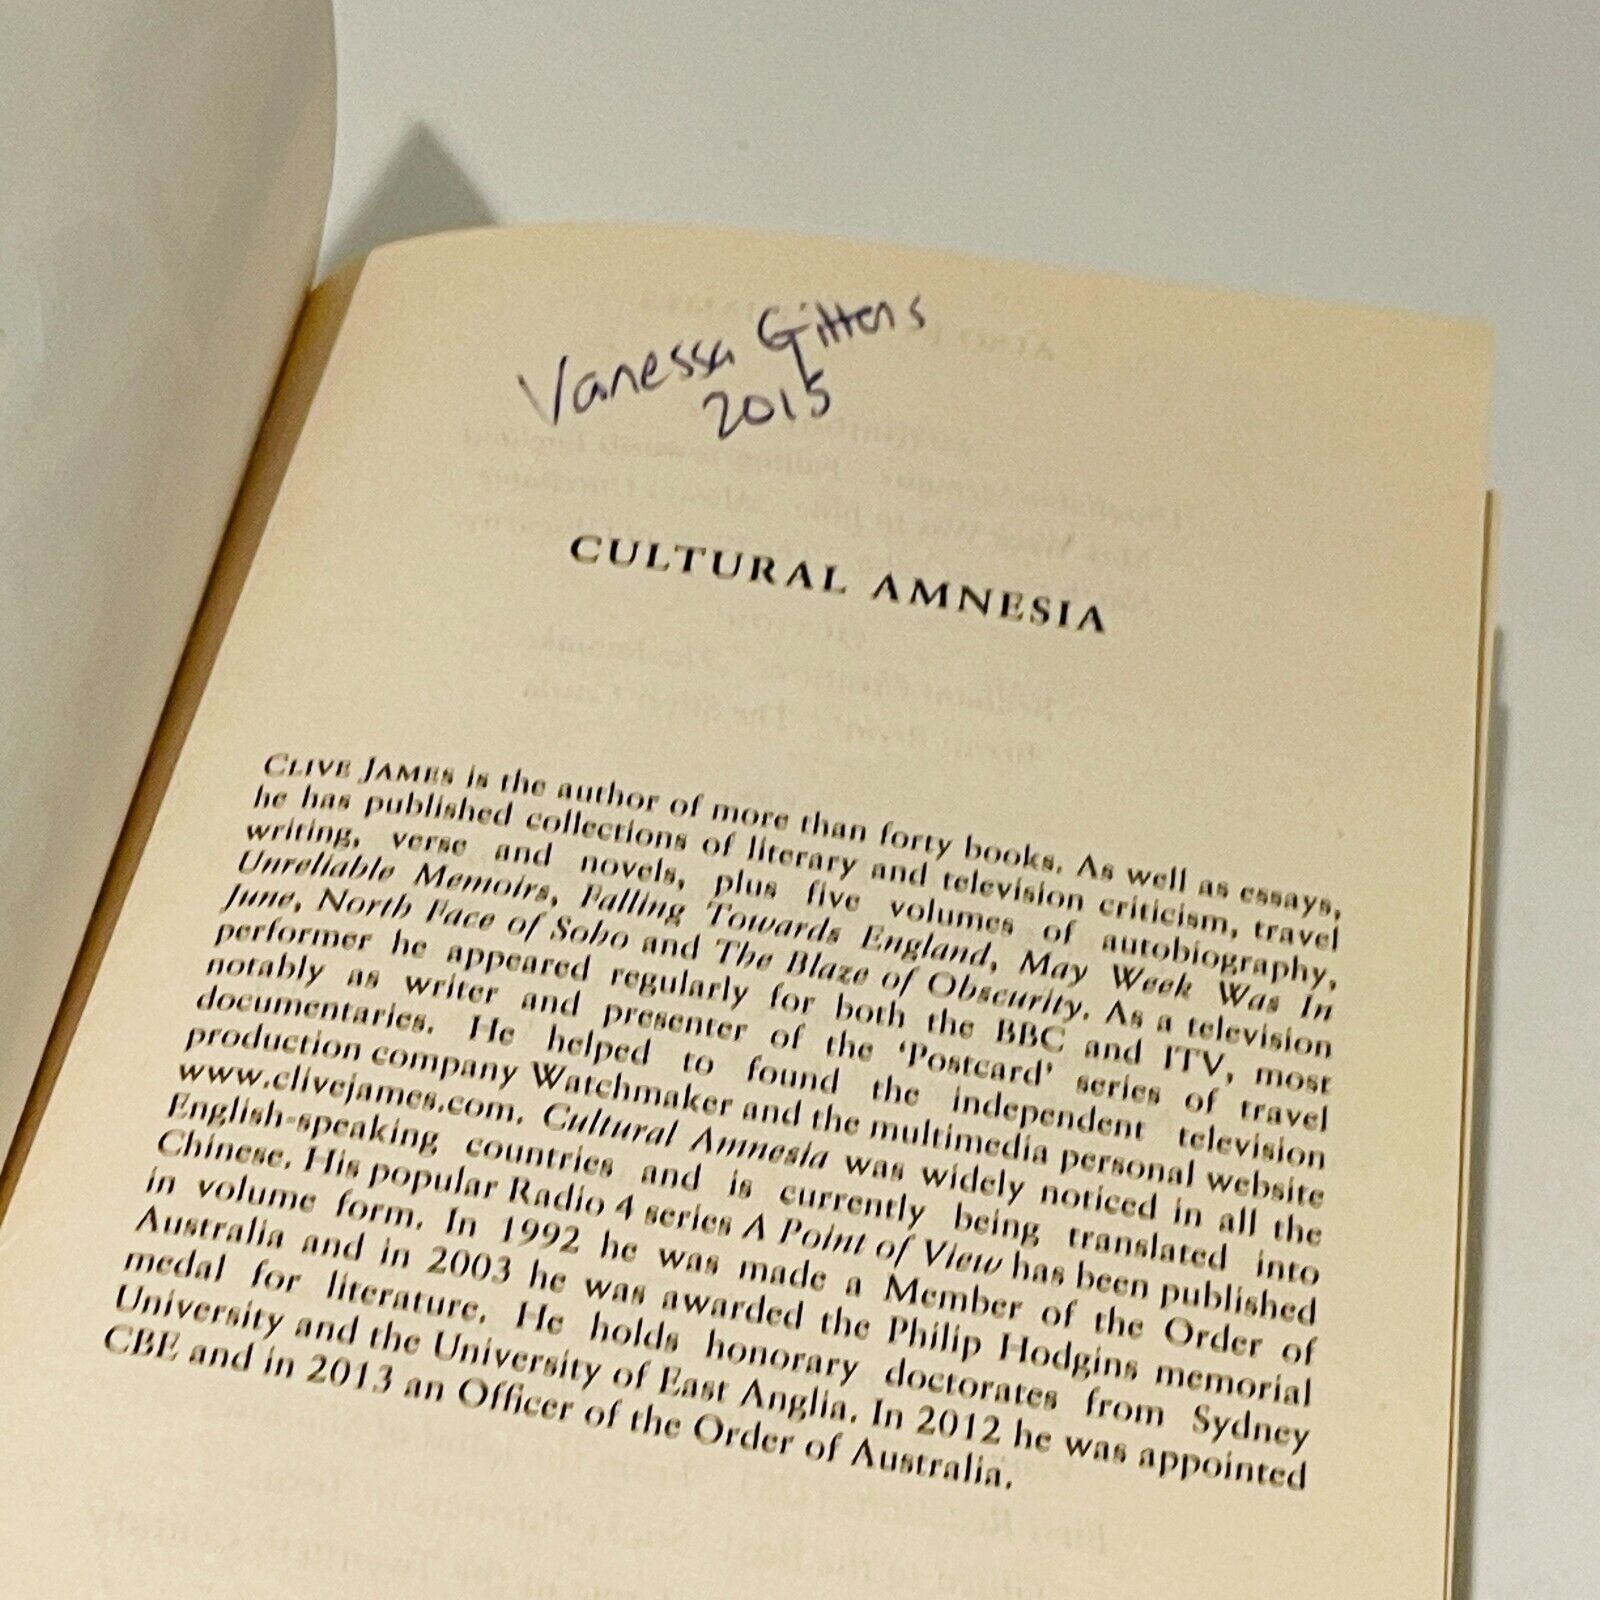 Vanessa Gittens
2015
CULTURAL AMNESIA
CLIVE JAMES is the author of more than forty books. As well as essays,
he has published collections of literary and television criticism, travel
writing, verse and novels, plus five volumes of autobiography,
Unreliable Memoirs, Falling Towards England, May Week Was In
June, North Face of Soho and The Blaze of Obscurity. As a television
performer he appeared regularly for both the BBC and ITV, most
notably as writer and presenter of the 'Postcard' series of travel
documentaries. He helped to found the independent television
production company Watchmaker and the multimedia personal website
www.clivejames.com. Cultural Amnesia was widely noticed in all the
English-speaking countries and is currently being translated into
Chinese. His popular Radio 4 series A Point of View has been published
in volume form. In 1992 he was made a Member of the Order of
Australia and in 2003 he was awarded the Philip Hodgins memorial
medal for literature. He holds honorary doctorates from Sydney
University and the University of East Anglia. In 2012 he was appointed
CBE and in 2013 an Officer of the Order of Australia.